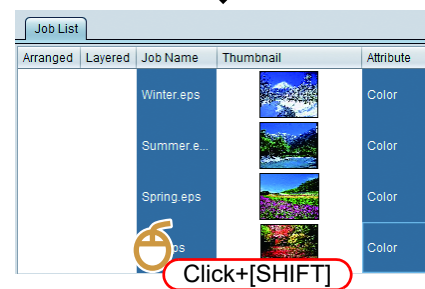 Job List
Arranged Layered Job Name Thumbnail Attribute
Winter.eps Color
Summer.e... Color
Spring.eps Color
ps Color
Click+[SHIFT]